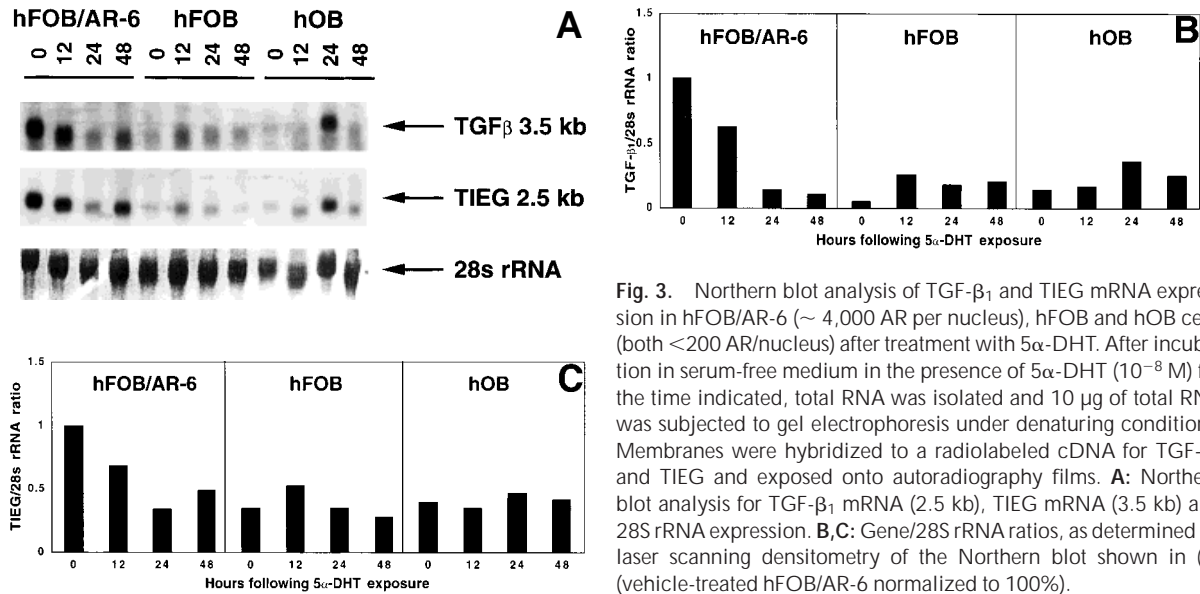 hFOB/AR-6 hFOB hOB A
0 12 24 48 0 12 24 48 0 12 24 48
TGFβ 3.5 kb
TIEG 2.5 kb
28s rRNA
B
1.5
1
0.5
0
TGF-β1/28s rRNA ratio
hFOB/AR-6 hFOB hOB
0 12 24 48 0 12 24 48 0 12 24 48
Hours following 5α-DHT exposure
C
1.5
1
0.5
0
TIEG/28s rRNA ratio
hFOB/AR-6 hFOB hOB
0 12 24 48 0 12 24 48 0 12 24 48
Hours following 5α-DHT exposure
Fig. 3. Northern blot analysis of TGF-β₁ and TIEG mRNA expre
sion in hFOB/AR-6 (~ 4,000 AR per nucleus), hFOB and hOB ce
(both <200 AR/nucleus) after treatment with 5α-DHT. After incub
tion in serum-free medium in the presence of 5α-DHT (10⁻⁸ M) f
the time indicated, total RNA was isolated and 10 µg of total RN
was subjected to gel electrophoresis under denaturing condition
Membranes were hybridized to a radiolabeled cDNA for TGF-
and TIEG and exposed onto autoradiography films. A: Northe
blot analysis for TGF-β₁ mRNA (2.5 kb), TIEG mRNA (3.5 kb) a
28S rRNA expression. B,C: Gene/28S rRNA ratios, as determined
laser scanning densitometry of the Northern blot shown in (
(vehicle-treated hFOB/AR-6 normalized to 100%).